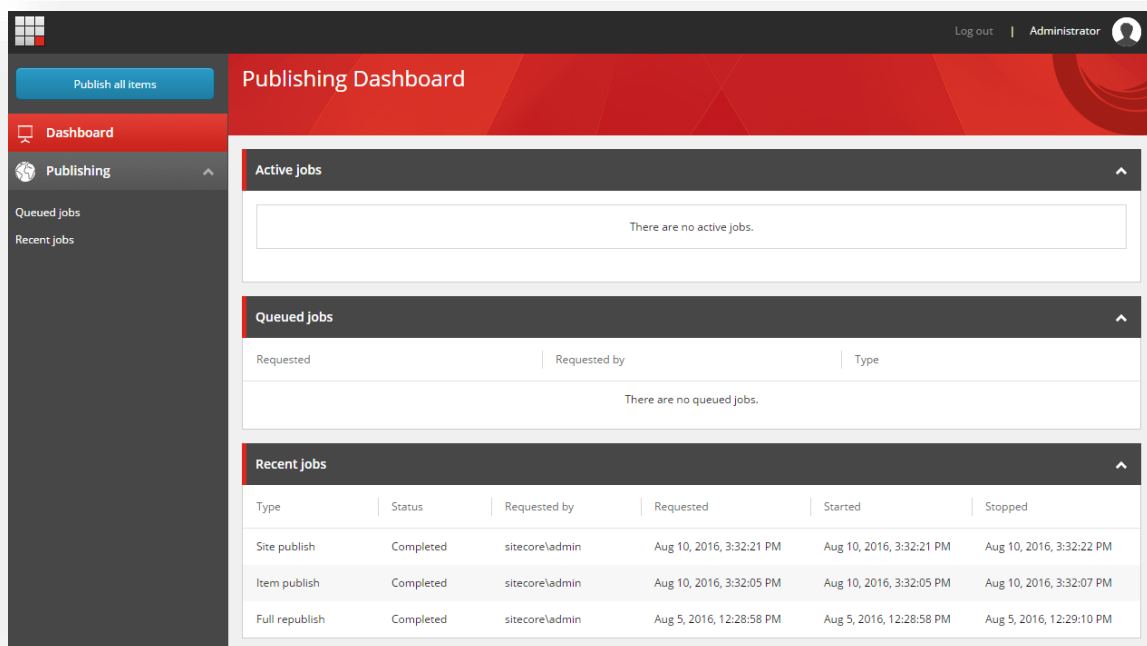 Log out | Administrator
Publish all items
Publishing Dashboard
Dashboard
Publishing
Queued jobs
Recent jobs
Active jobs
There are no active jobs.
Queued jobs
Requested Requested by Type
There are no queued jobs.
Recent jobs
Type Status Requested by Requested Started Stopped
Site publish Completed sitecore\admin Aug 10, 2016, 3:32:21 PM Aug 10, 2016, 3:32:21 PM Aug 10, 2016, 3:32:22 PM
Item publish Completed sitecore\admin Aug 10, 2016, 3:32:05 PM Aug 10, 2016, 3:32:05 PM Aug 10, 2016, 3:32:07 PM
Full republish Completed sitecore\admin Aug 5, 2016, 12:28:58 PM Aug 5, 2016, 12:28:58 PM Aug 5, 2016, 12:29:10 PM